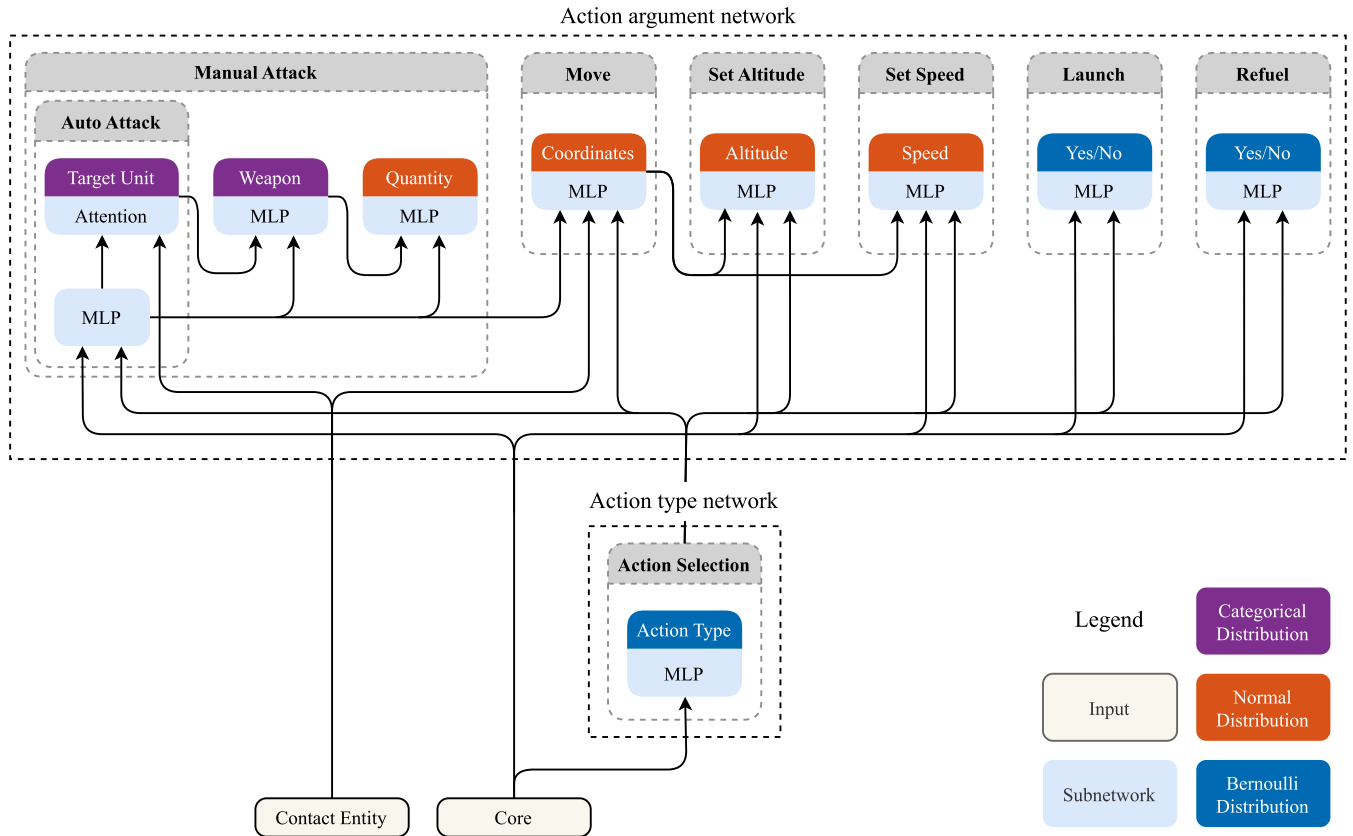 Action argument network
Manual Attack
Move
Set Altitude
Set Speed
Launch
Refuel
Auto Attack
Target Unit
Attention
Weapon
MLP
Quantity
MLP
Coordinates
MLP
Altitude
MLP
Speed
MLP
Yes/No
MLP
Yes/No
MLP
MLP
Action type network
Action Selection
Action Type
MLP
Contact Entity
Core
Legend
Categorical
Distribution
Input
Normal
Distribution
Subnetwork
Bernoulli
Distribution